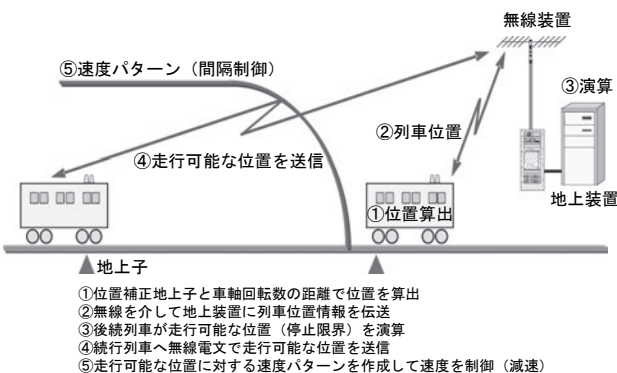 無線装置
⑤速度パターン（間隔制御）
③演算
②列車位置
④走行可能な位置を送信
地上装置
①位置算出
地上子
①位置補正地上子と車軸回転数の距離で位置を算出
②無線を介して地上装置に列車位置情報を伝送
③後続列車が走行可能な位置（停止限界）を演算
④続行列車へ無線電文で走行可能な位置を送信
⑤走行可能な位置に対する速度パターンを作成して速度を制御（減速）